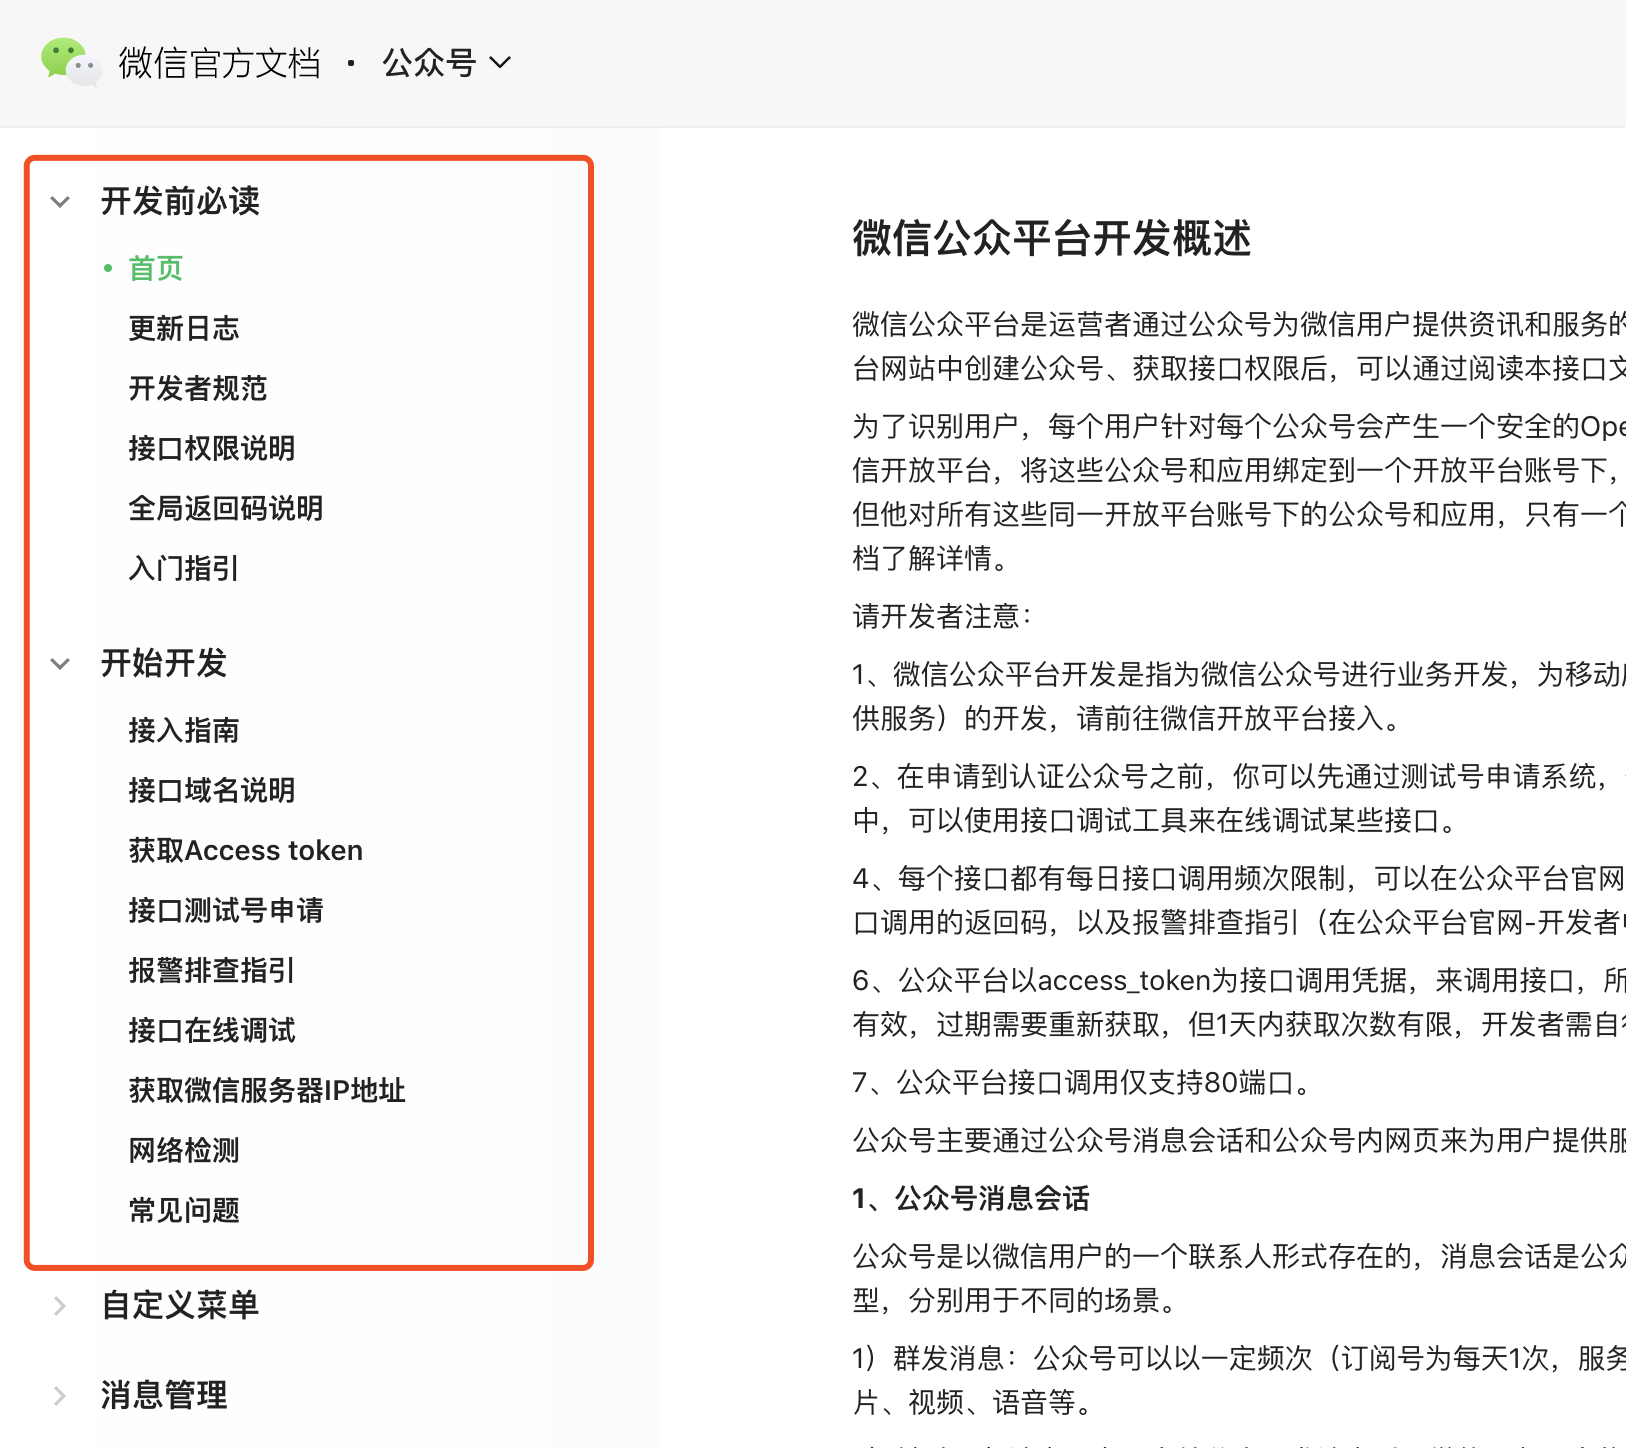 微信官方文档 · 公众号
开发前必读
首页
更新日志
开发者规范
接口权限说明
全局返回码说明
入门指引
开始开发
接入指南
接口域名说明
获取Access token
接口测试号申请
报警排查指引
接口在线调试
获取微信服务器IP地址
网络检测
常见问题
自定义菜单
消息管理
微信公众平台开发概述
微信公众平台是运营者通过公众号为微信用户提供资讯和服务的
台网站中创建公众号、获取接口权限后，可以通过阅读本接口文
为了识别用户，每个用户针对每个公众号会产生一个安全的Ope
信开放平台，将这些公众号和应用绑定到一个开放平台账号下，
但他对所有这些同一开放平台账号下的公众号和应用，只有一个
档了解详情。
请开发者注意：
1、微信公众平台开发是指为微信公众号进行业务开发，为移动
供服务）的开发，请前往微信开放平台接入。
2、在申请到认证公众号之前，你可以先通过测试号申请系统，
中，可以使用接口调试工具来在线调试某些接口。
4、每个接口都有每日接口调用频次限制，可以在公众平台官网
口调用的返回码，以及报警排查指引（在公众平台官网-开发者
6、公众平台以access_token为接口调用凭据，来调用接口，所
有效，过期需要重新获取，但1天内获取次数有限，开发者需自
7、公众平台接口调用仅支持80端口。
公众号主要通过公众号消息会话和公众号内网页来为用户提供服
1、公众号消息会话
公众号是以微信用户的一个联系人形式存在的，消息会话是公众
型，分别用于不同的场景。
1）群发消息：公众号可以以一定频次（订阅号为每天1次，服务
片、视频、语音等。